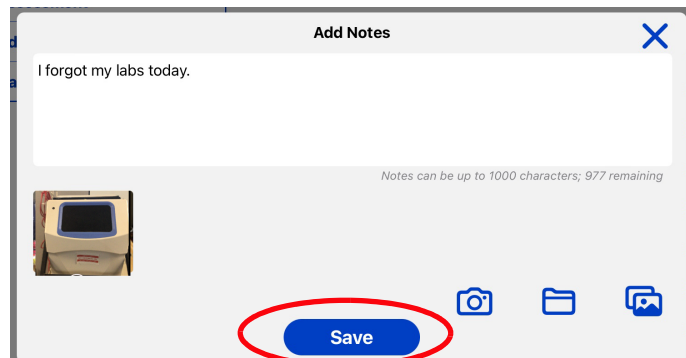 Add Notes
I forgot my labs today.
Notes can be up to 1000 characters; 977 remaining
Save